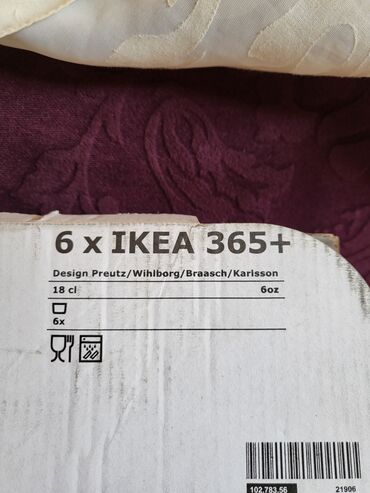 6 x IKEA 365+
Design Preutz/Wihlborg/Braasch/Karlsson
18 cl 6oz
6x
102.783.56 21906